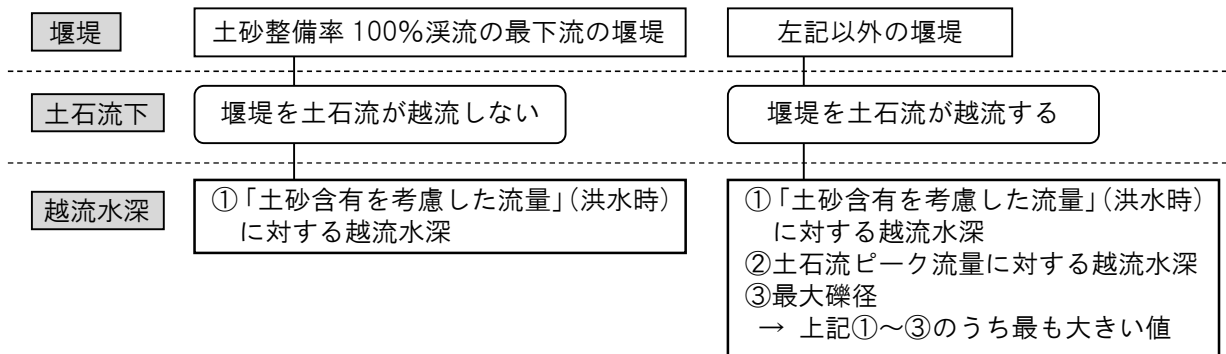 堰堤
土砂整備率 100％渓流の最下流の堰堤
左記以外の堰堤
土石流下
堰堤を土石流が越流しない
堰堤を土石流が越流する
越流水深
①「土砂含有を考慮した流量」（洪水時）
に対する越流水深
①「土砂含有を考慮した流量」（洪水時）
に対する越流水深
②土石流ピーク流量に対する越流水深
③最大礫径
→ 上記①～③のうち最も大きい値